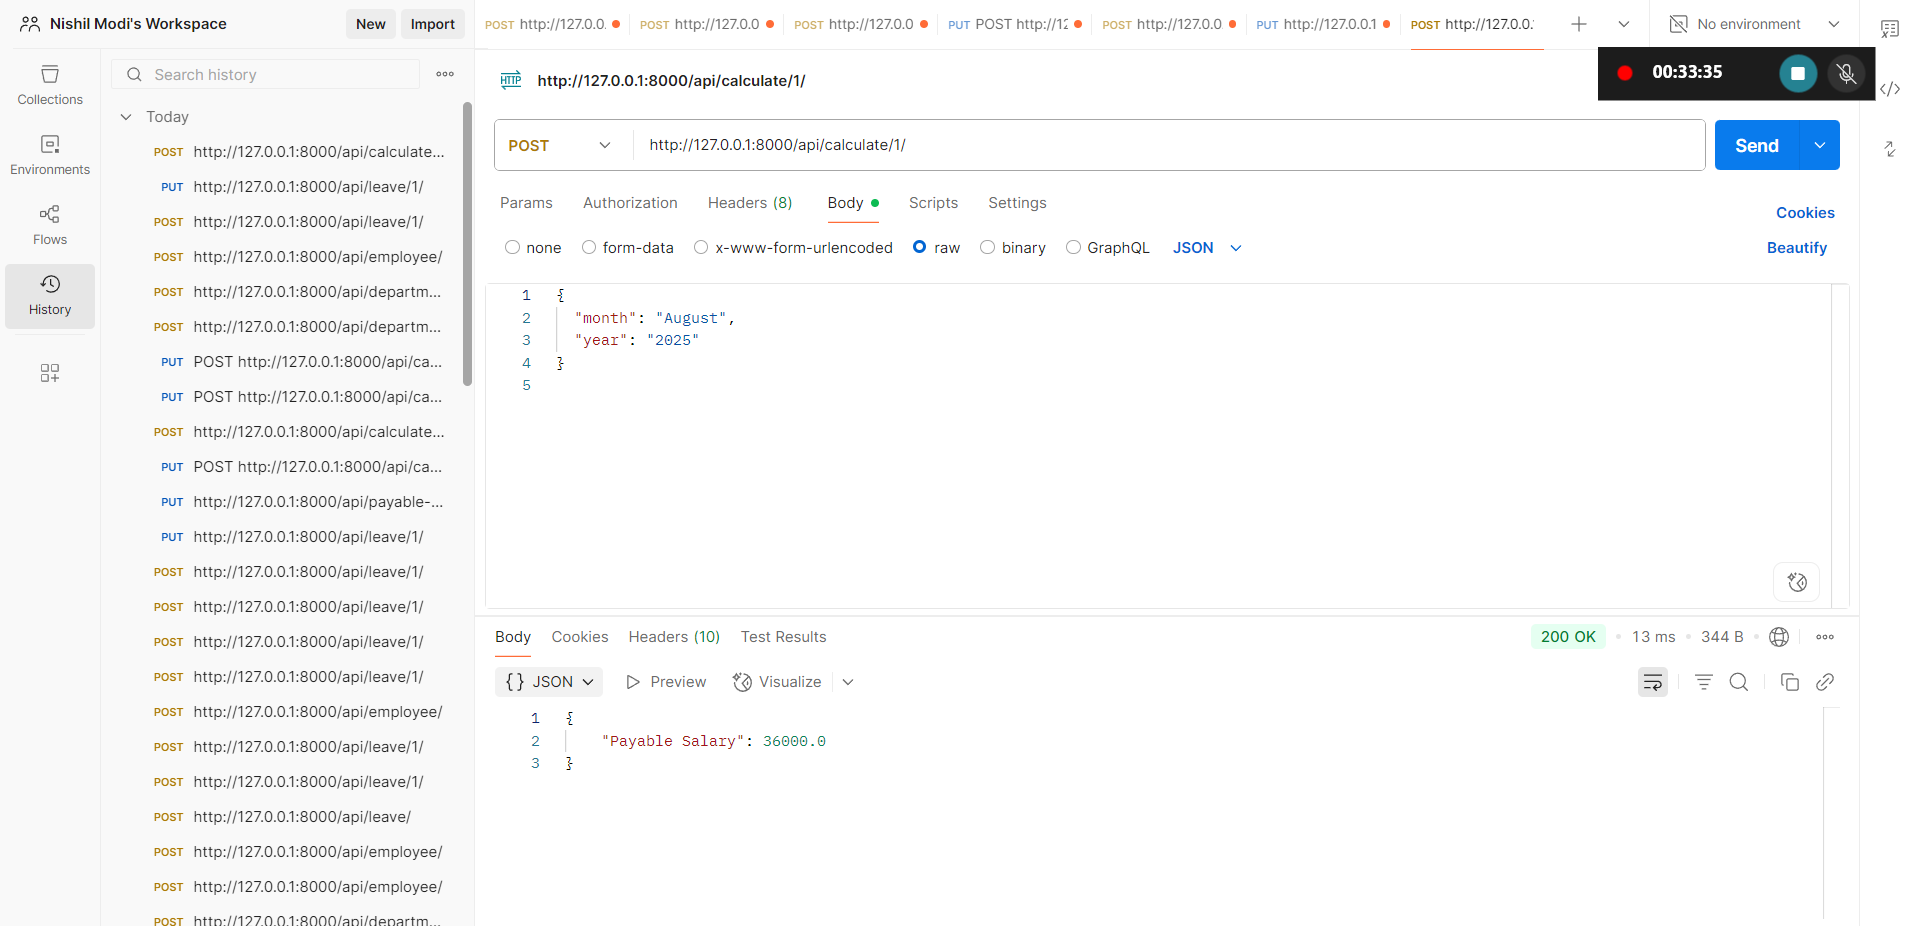 Nishil Modi's Workspace
New
Import
POST http://127.0.0.
POST http://127.0.0
POST http://127.0.0
PUT POST http://12
POST http://127.0.0
PUT http://127.0.0.1
POST http://127.0.0.
No environment
Collections
Environments
Flows
History
Search history
Today
POST http://127.0.0.1:8000/api/calculate...
PUT http://127.0.0.1:8000/api/leave/1/
POST http://127.0.0.1:8000/api/leave/1/
POST http://127.0.0.1:8000/api/employee/
POST http://127.0.0.1:8000/api/departm...
POST http://127.0.0.1:8000/api/departm...
PUT POST http://127.0.0.1:8000/api/ca...
PUT POST http://127.0.0.1:8000/api/ca...
POST http://127.0.0.1:8000/api/calculate...
PUT POST http://127.0.0.1:8000/api/ca...
PUT http://127.0.0.1:8000/api/payable-...
PUT http://127.0.0.1:8000/api/leave/1/
POST http://127.0.0.1:8000/api/leave/1/
POST http://127.0.0.1:8000/api/leave/1/
POST http://127.0.0.1:8000/api/leave/1/
POST http://127.0.0.1:8000/api/leave/1/
POST http://127.0.0.1:8000/api/employee/
POST http://127.0.0.1:8000/api/leave/1/
POST http://127.0.0.1:8000/api/leave/1/
POST http://127.0.0.1:8000/api/leave/
POST http://127.0.0.1:8000/api/employee/
POST http://127.0.0.1:8000/api/employee/
POST http://127.0.0.1:8000/api/departm...
HTTP http://127.0.0.1:8000/api/calculate/1/
00:33:35
POST http://127.0.0.1:8000/api/calculate/1/
Send
Params Authorization Headers (8) Body Scripts Settings
Cookies
none form-data x-www-form-urlencoded raw binary GraphQL JSON
Beautify
1 {
2 "month": "August",
3 "year": "2025"
4 }
5
Body Cookies Headers (10) Test Results
200 OK 13 ms 344 B
{} JSON Preview Visualize
1 {
2 "Payable Salary": 36000.0
3 }